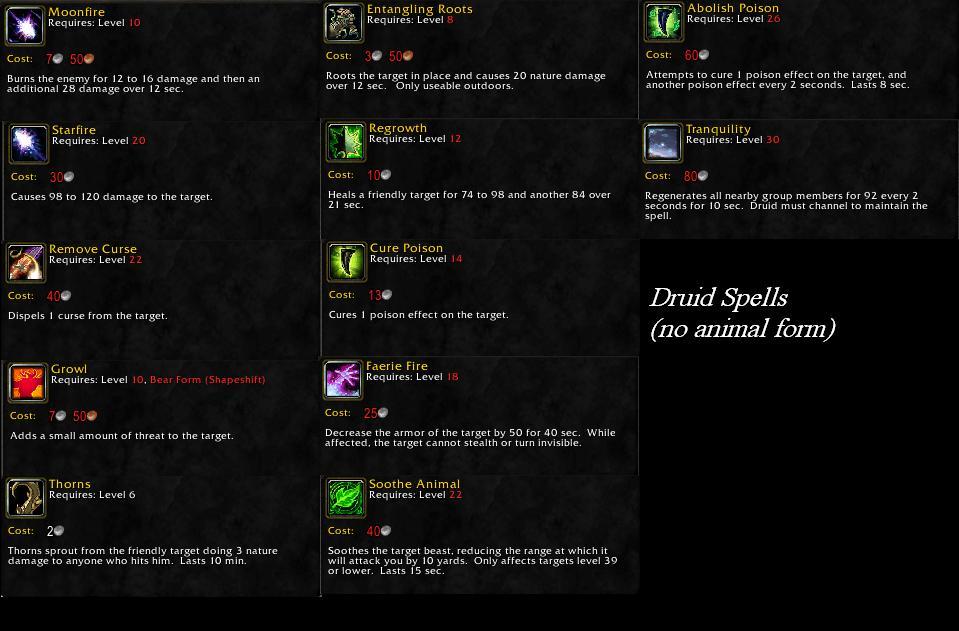 Moonfire
Requires: Level 10
Cost: 7 50
Burns the enemy for 12 to 16 damage and then an
additional 28 damage over 12 sec.
Starfire
Requires: Level 20
Cost: 30
Causes 98 to 120 damage to the target.
Remove Curse
Requires: Level 22
Cost: 40
Dispels 1 curse from the target.
Growl
Requires: Level 10, Bear Form (Shapeshift)
Cost: 7 50
Adds a small amount of threat to the target.
Thorns
Requires: Level 6
Cost: 2
Thorns sprout from the friendly target doing 3 nature
damage to anyone who hits him. Lasts 10 min.
Entangling Roots
Requires: Level 8
Cost: 3 50
Roots the target in place and causes 20 nature damage
over 12 sec. Only useable outdoors.
Regrowth
Requires: Level 12
Cost: 10
Heals a friendly target for 74 to 98 and another 84 over
21 sec.
Cure Poison
Requires: Level 14
Cost: 13
Cures 1 poison effect on the target.
Faerie Fire
Requires: Level 18
Cost: 25
Decrease the armor of the target by 50 for 40 sec. While
affected, the target cannot stealth or turn invisible.
Soothe Animal
Requires: Level 22
Cost: 40
Soothes the target beast, reducing the range at which it
will attack you by 10 yards. Only affects targets level 39
or lower. Lasts 15 sec.
Abolish Poison
Requires: Level 26
Cost: 60
Attempts to cure 1 poison effect on the target, and
another poison effect every 2 seconds. Lasts 8 sec.
Tranquility
Requires: Level 30
Cost: 80
Regenerates all nearby group members for 92 every 2
seconds for 10 sec. Druid must channel to maintain the
spell.
Druid Spells
(no animal form)